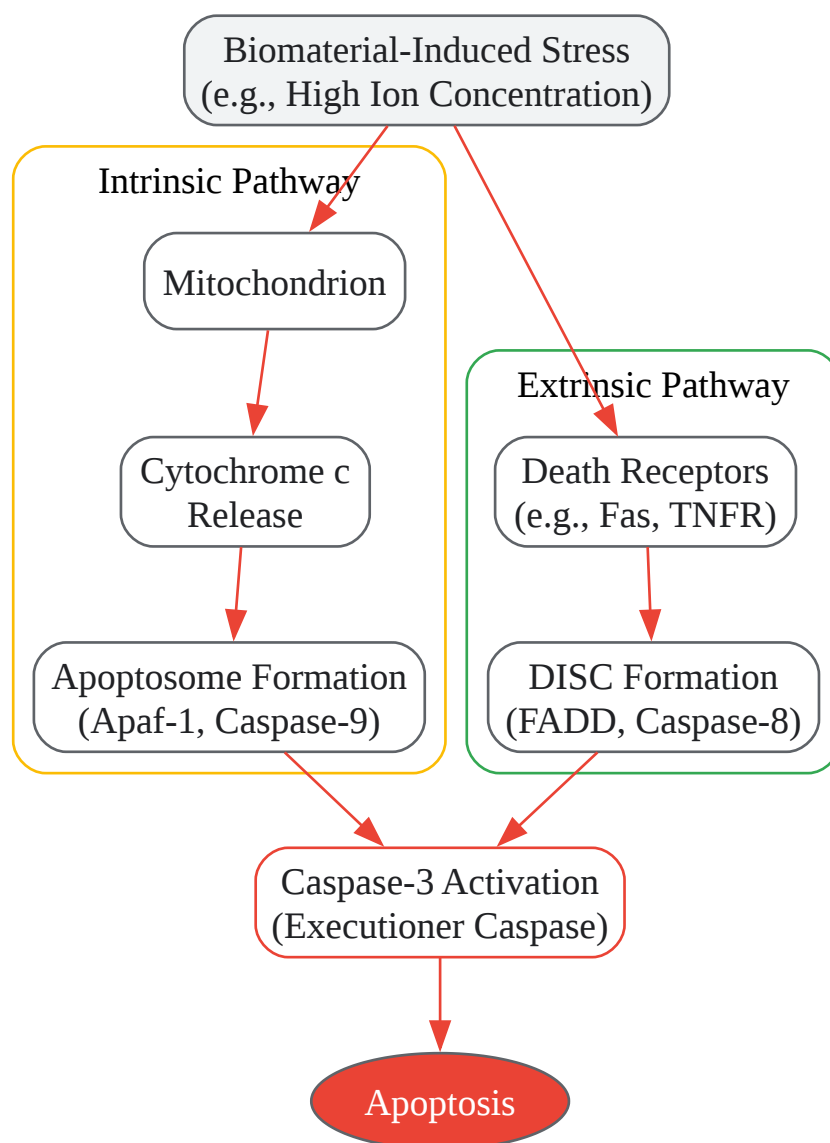 Biomaterial-Induced Stress
(e.g., High Ion Concentration)
Intrinsic Pathway
Mitochondrion
Cytochrome c
Release
Apoptosome Formation
(Apaf-1, Caspase-9)
Extrinsic Pathway
Death Receptors
(e.g., Fas, TNFR)
DISC Formation
(FADD, Caspase-8)
Caspase-3 Activation
(Executioner Caspase)
Apoptosis